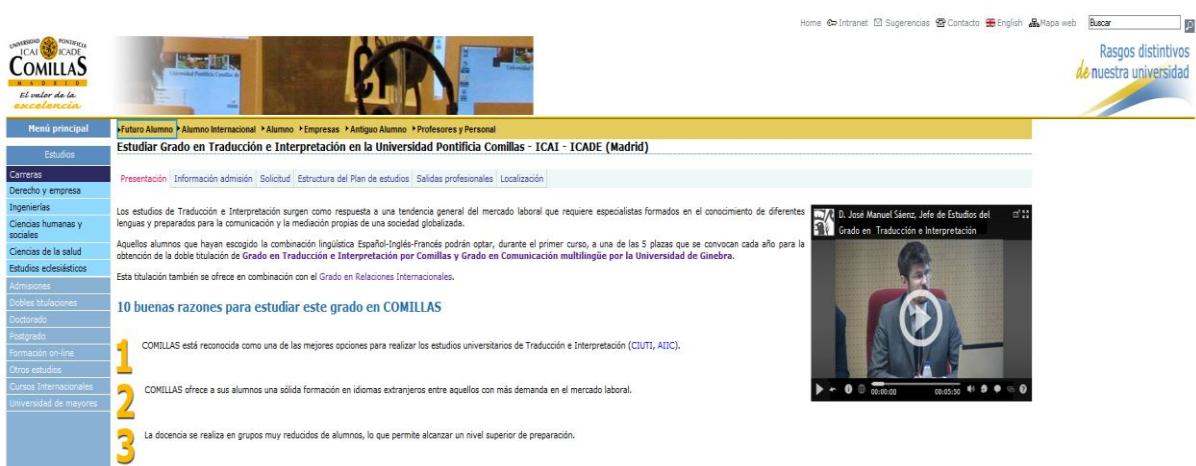 Home Intranet Sugerencias Contacto English Mapa web Buscar
UNIVERSIDAD PONTIFICIA
ICAI ICADE
COMILLAS
MADRID
El valor de la
excelencia
Rasgos distintivos
de nuestra universidad
Menú principal
Futuro Alumno Alumno Internacional Alumno Empresas Antiguo Alumno Profesores y Personal
Estudios
Carreras
Derecho y empresa
Ingenierías
Ciencias humanas y
sociales
Ciencias de la salud
Estudios eclesiásticos
Admisiones
Dobles titulaciones
Doctorado
Postgrado
Formación on-line
Otros estudios
Cursos Internacionales
Universidad de mayores
Estudiar Grado en Traducción e Interpretación en la Universidad Pontificia Comillas - ICAI - ICADE (Madrid)
Presentación Información admisión Solicitud Estructura del Plan de estudios Salidas profesionales Localización
Los estudios de Traducción e Interpretación surgen como respuesta a una tendencia general del mercado laboral que requiere especialistas formados en el conocimiento de diferentes
lenguas y preparados para la comunicación y la mediación propias de una sociedad globalizada.
Aquellos alumnos que hayan escogido la combinación lingüística Español-Inglés-Francés podrán optar, durante el primer curso, a una de las 5 plazas que se convocan cada año para la
obtención de la doble titulación de Grado en Traducción e Interpretación por Comillas y Grado en Comunicación multilingüe por la Universidad de Ginebra.
Esta titulación también se ofrece en combinación con el Grado en Relaciones Internacionales.
10 buenas razones para estudiar este grado en COMILLAS
1 COMILLAS está reconocida como una de las mejores opciones para realizar los estudios universitarios de Traducción e Interpretación (CIUTI, AIIC).
2 COMILLAS ofrece a sus alumnos una sólida formación en idiomas extranjeros entre aquellos con más demanda en el mercado laboral.
3 La docencia se realiza en grupos muy reducidos de alumnos, lo que permite alcanzar un nivel superior de preparación.
D. José Manuel Sáenz, Jefe de Estudios del
Grado en Traducción e Interpretación
00:00:00 00:05:50